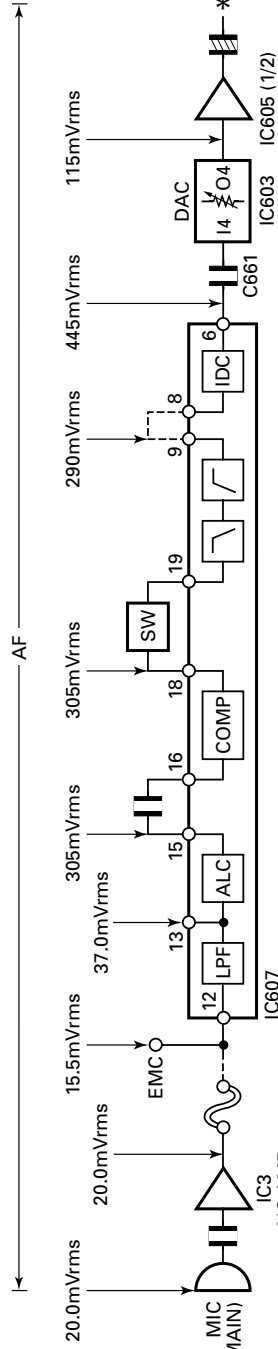 AF
20.0mVrms
20.0mVrms
15.5mVrms
37.0mVrms
305mVrms
305mVrms
290mVrms
445mVrms
115mVrms
EMC
SW
DAC
12
13
15
16
18
19
9
8
6
LPF
ALC
COMP
IDC
I4
O4
*
MIC
MAIN)
IC3
IC607
C661
IC603
IC605 (1/2)